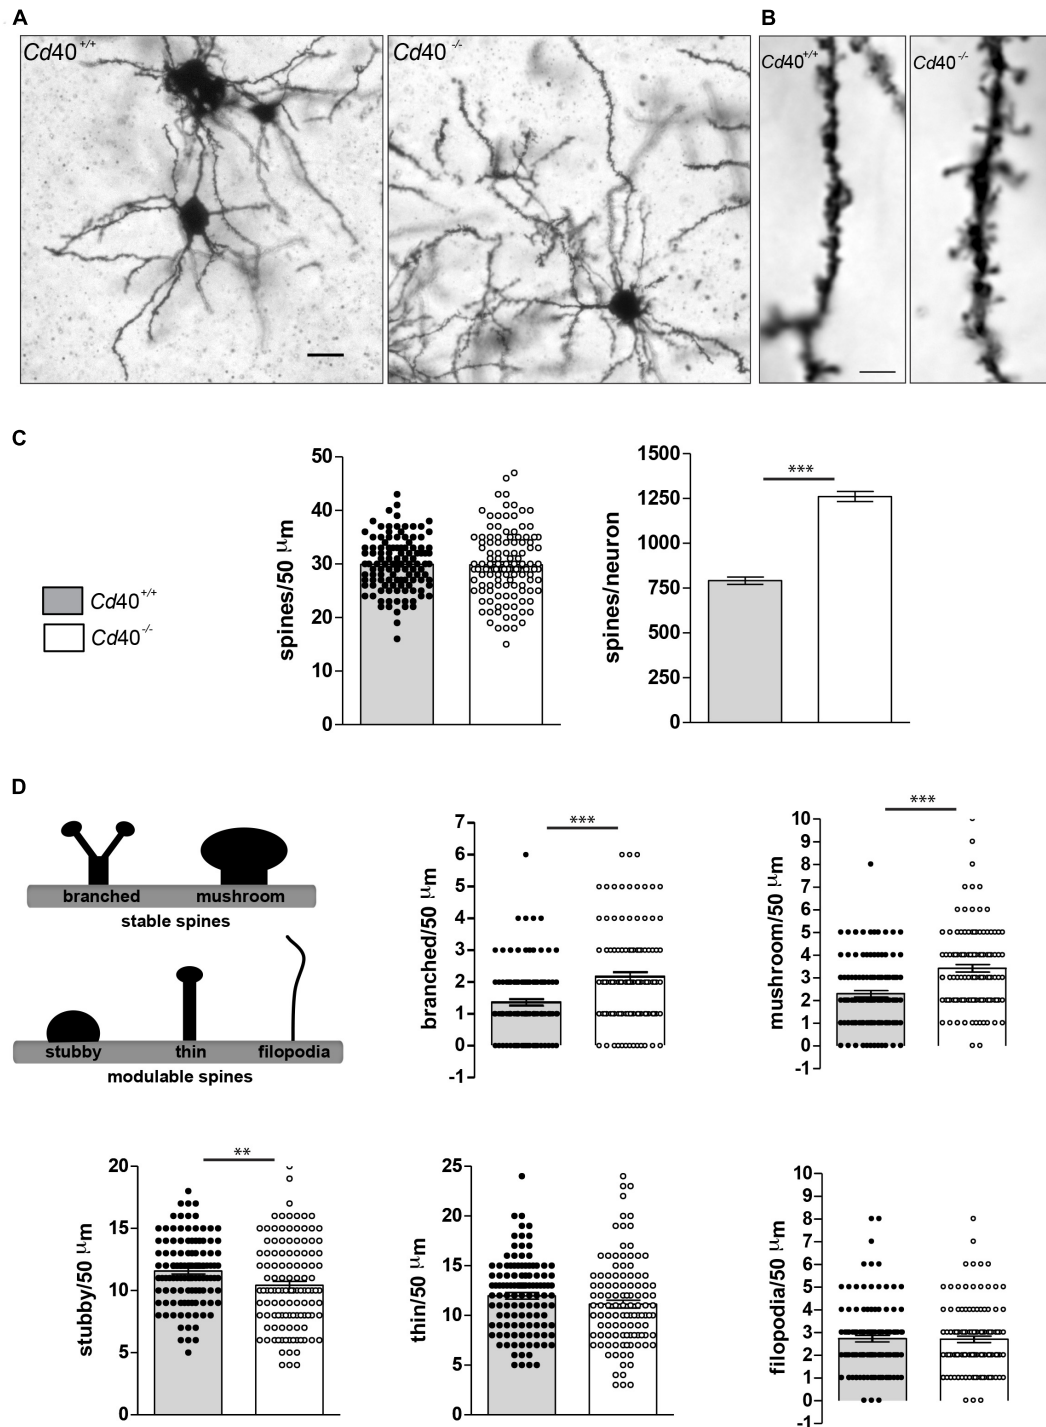 A
B
Cd40+/+
Cd40-/-
Cd40+/+
Cd40-/-
C
Cd40+/+
Cd40-/-
spines/50 μm
50
40
30
20
10
0
spines/neuron
1500
1250
1000
750
500
250
0
***
D
branched
mushroom
stable spines
stubby
thin
filopodia
modulable spines
branched/50 μm
7
6
5
4
3
2
1
0
-1
***
mushroom/50 μm
10
9
8
7
6
5
4
3
2
1
0
-1
***
stubby/50 μm
20
15
10
5
0
**
thin/50 μm
25
20
15
10
5
0
filopodia/50 μm
10
9
8
7
6
5
4
3
2
1
0
-1